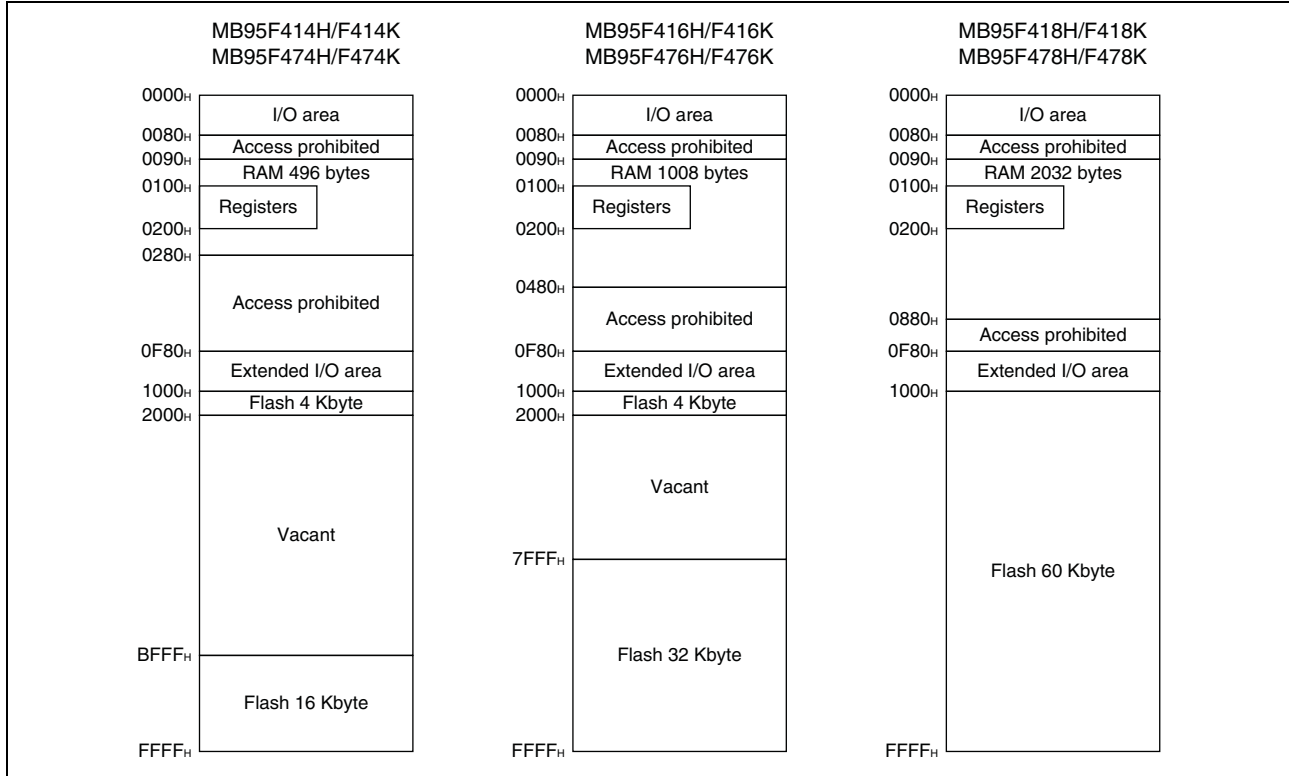 MB95F414H/F414K
MB95F474H/F474K
0000H
I/O area
0080H
Access prohibited
0090H
RAM 496 bytes
0100H
Registers
0200H
0280H
Access prohibited
0F80H
Extended I/O area
1000H
Flash 4 Kbyte
2000H
Vacant
BFFFH
Flash 16 Kbyte
FFFFH
MB95F416H/F416K
MB95F476H/F476K
0000H
I/O area
0080H
Access prohibited
0090H
RAM 1008 bytes
0100H
Registers
0200H
0480H
Access prohibited
0F80H
Extended I/O area
1000H
Flash 4 Kbyte
2000H
Vacant
7FFFH
Flash 32 Kbyte
FFFFH
MB95F418H/F418K
MB95F478H/F478K
0000H
I/O area
0080H
Access prohibited
0090H
RAM 2032 bytes
0100H
Registers
0200H
0880H
Access prohibited
0F80H
Extended I/O area
1000H
Flash 60 Kbyte
FFFFH